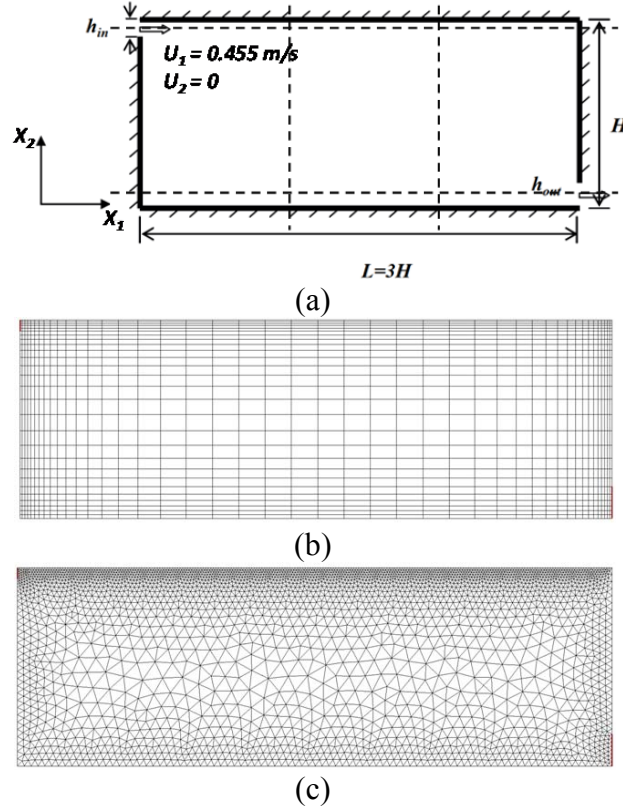 h_in
U_1 = 0.455 m/s
U_2 = 0
X_2
H
h_out
X_1
L=3H
(a)
(b)
(c)